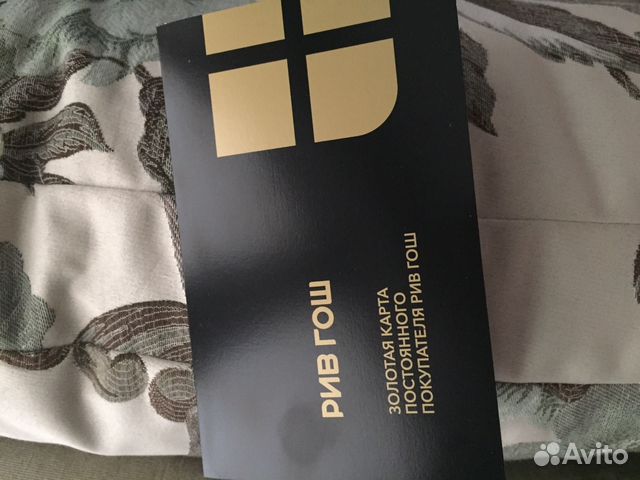 РИВ ГОШ
ЗОЛОТАЯ КАРТА
ПОСТОЯННОГО
ПОКУПАТЕЛЯ РИВ ГОШ
Avito